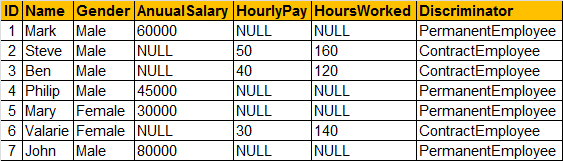 ID Name Gender AnuualSalary HourlyPay HoursWorked Discriminator
1 Mark Male 60000 NULL NULL PermanentEmployee
2 Steve Male NULL 50 160 ContractEmployee
3 Ben Male NULL 40 120 ContractEmployee
4 Philip Male 45000 NULL NULL PermanentEmployee
5 Mary Female 30000 NULL NULL PermanentEmployee
6 Valarie Female NULL 30 140 ContractEmployee
7 John Male 80000 NULL NULL PermanentEmployee